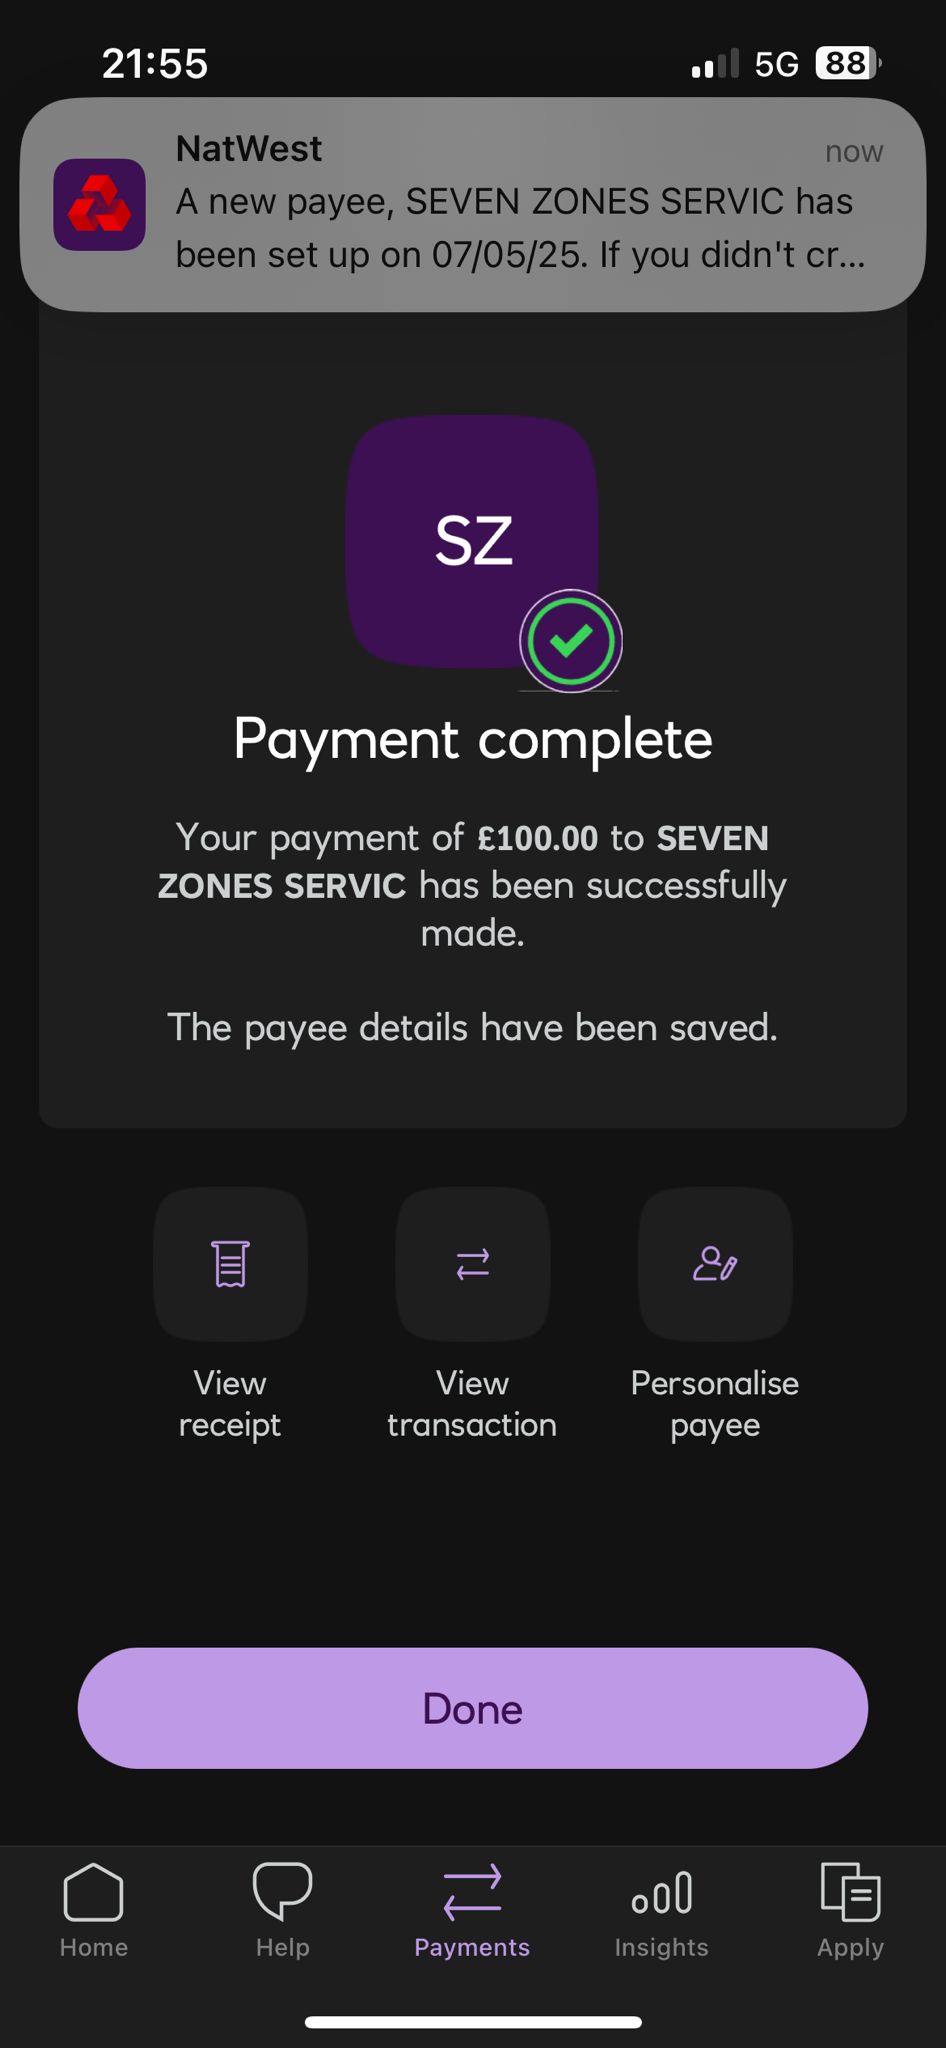 21:55
5G 88
NatWest
now
A new payee, SEVEN ZONES SERVIC has
been set up on 07/05/25. If you didn't cr...
SZ
Payment complete
Your payment of £100.00 to SEVEN
ZONES SERVIC has been successfully
made.
The payee details have been saved.
View
receipt
View
transaction
Personalise
payee
Done
Home
Help
Payments
Insights
Apply